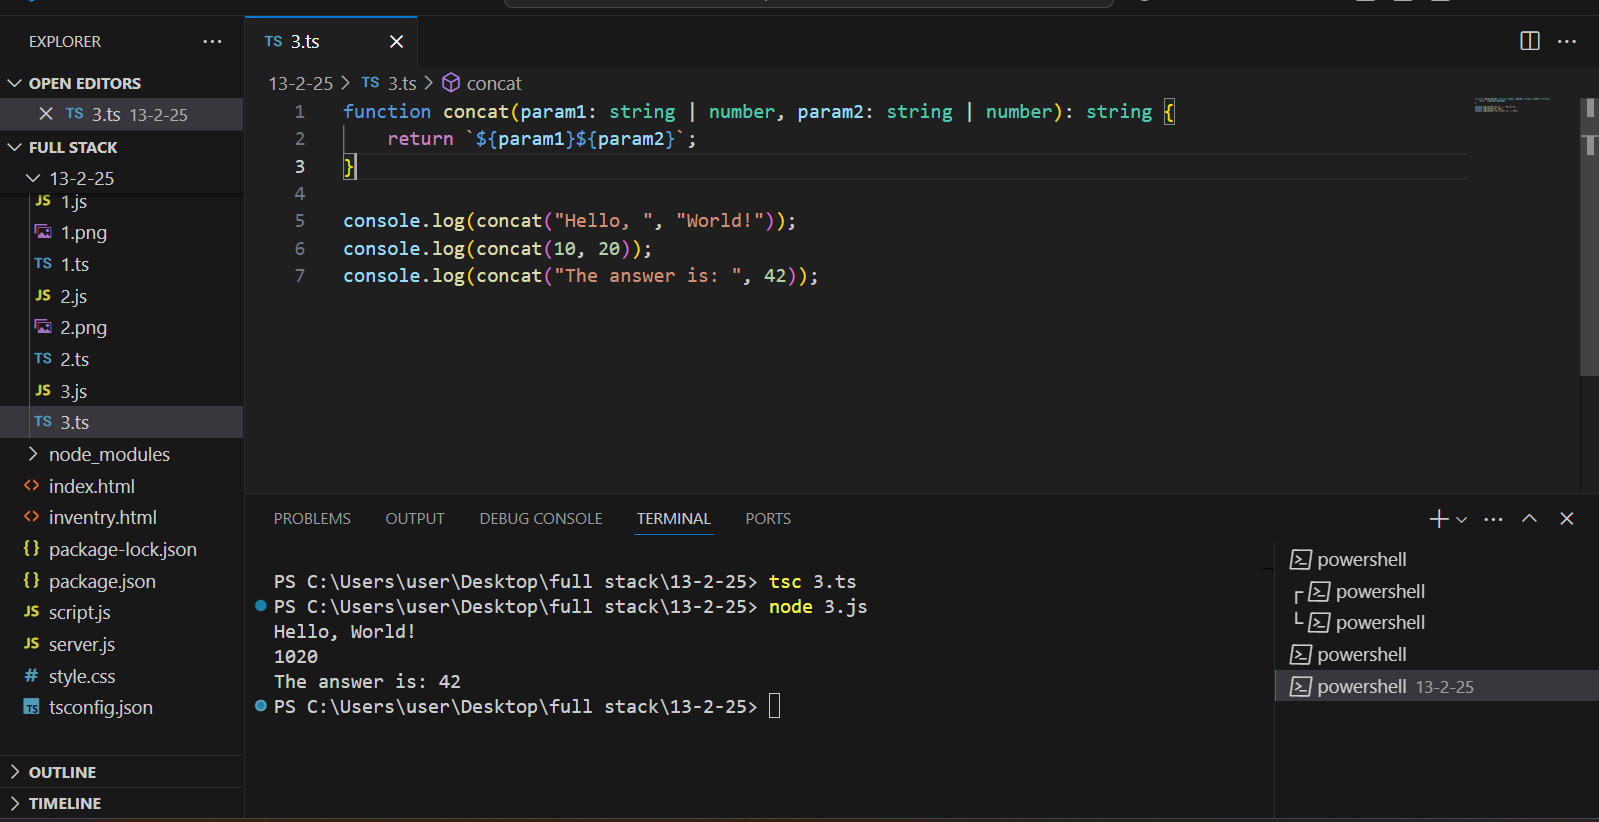 EXPLORER
OPEN EDITORS
TS 3.ts 13-2-25
FULL STACK
13-2-25
JS 1.js
1.png
TS 1.ts
JS 2.js
2.png
TS 2.ts
JS 3.js
TS 3.ts
node_modules
<> index.html
<> inventry.html
{} package-lock.json
{} package.json
JS script.js
JS server.js
# style.css
TS tsconfig.json
OUTLINE
TIMELINE
TS 3.ts
13-2-25 > TS 3.ts > concat
1 function concat(param1: string | number, param2: string | number): string {
2     return `${param1}${param2}`;
3 }
4
5 console.log(concat("Hello, ", "World!"));
6 console.log(concat(10, 20));
7 console.log(concat("The answer is: ", 42));
PROBLEMS OUTPUT DEBUG CONSOLE TERMINAL PORTS
PS C:\Users\user\Desktop\full stack\13-2-25> tsc 3.ts
PS C:\Users\user\Desktop\full stack\13-2-25> node 3.js
Hello, World!
1020
The answer is: 42
PS C:\Users\user\Desktop\full stack\13-2-25>
powershell
powershell
powershell
powershell
powershell 13-2-25